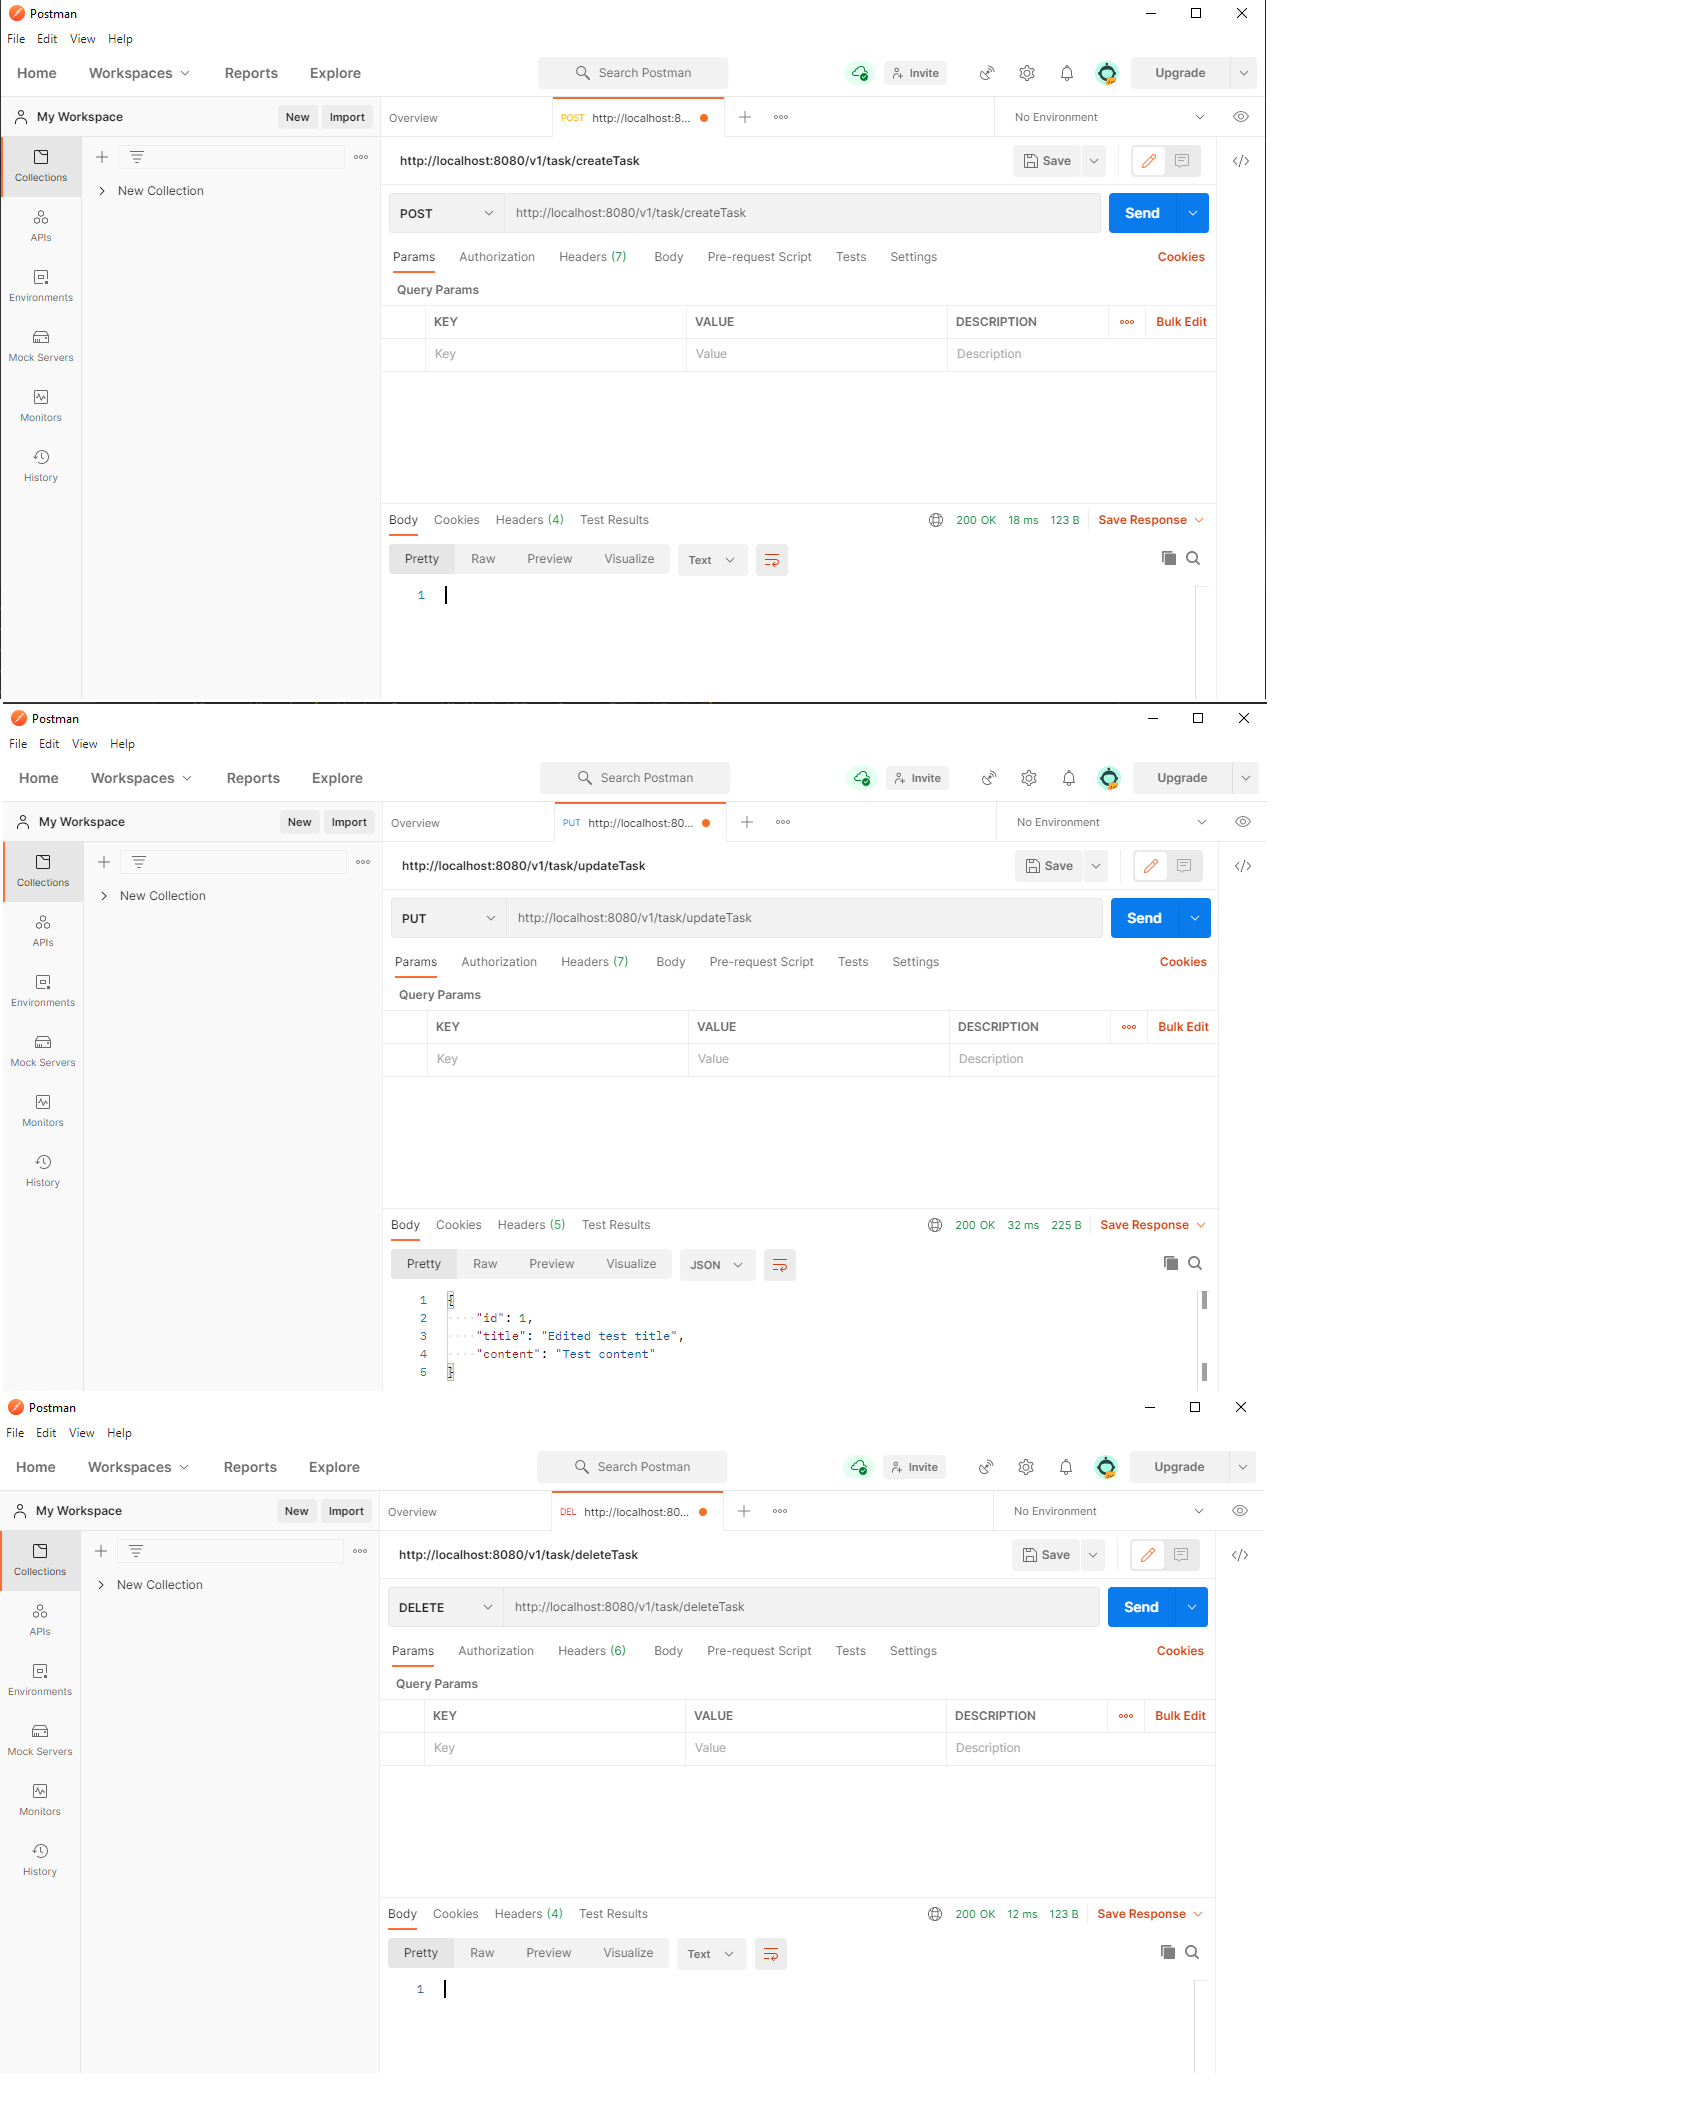 Postman
File Edit View Help
Home Workspaces Reports Explore Search Postman Invite Upgrade
My Workspace New Import Overview POST http://localhost:8... No Environment
http://localhost:8080/v1/task/createTask Save
Collections New Collection
POST http://localhost:8080/v1/task/createTask Send
APIs
Params Authorization Headers (7) Body Pre-request Script Tests Settings Cookies
Environments Query Params
KEY VALUE DESCRIPTION Bulk Edit
Mock Servers Key Value Description
Monitors
History
Body Cookies Headers (4) Test Results 200 OK 18 ms 123 B Save Response
Pretty Raw Preview Visualize Text
1
Postman
File Edit View Help
Home Workspaces Reports Explore Search Postman Invite Upgrade
My Workspace New Import Overview PUT http://localhost:80... No Environment
http://localhost:8080/v1/task/updateTask Save
Collections New Collection
PUT http://localhost:8080/v1/task/updateTask Send
APIs
Params Authorization Headers (7) Body Pre-request Script Tests Settings Cookies
Environments Query Params
KEY VALUE DESCRIPTION Bulk Edit
Mock Servers Key Value Description
Monitors
History
Body Cookies Headers (5) Test Results 200 OK 32 ms 225 B Save Response
Pretty Raw Preview Visualize JSON
1 {
2 "id": 1,
3 "title": "Edited test title",
4 "content": "Test content"
5 }
Postman
File Edit View Help
Home Workspaces Reports Explore Search Postman Invite Upgrade
My Workspace New Import Overview DEL http://localhost:80... No Environment
http://localhost:8080/v1/task/deleteTask Save
Collections New Collection
DELETE http://localhost:8080/v1/task/deleteTask Send
APIs
Params Authorization Headers (6) Body Pre-request Script Tests Settings Cookies
Environments Query Params
KEY VALUE DESCRIPTION Bulk Edit
Mock Servers Key Value Description
Monitors
History
Body Cookies Headers (4) Test Results 200 OK 12 ms 123 B Save Response
Pretty Raw Preview Visualize Text
1